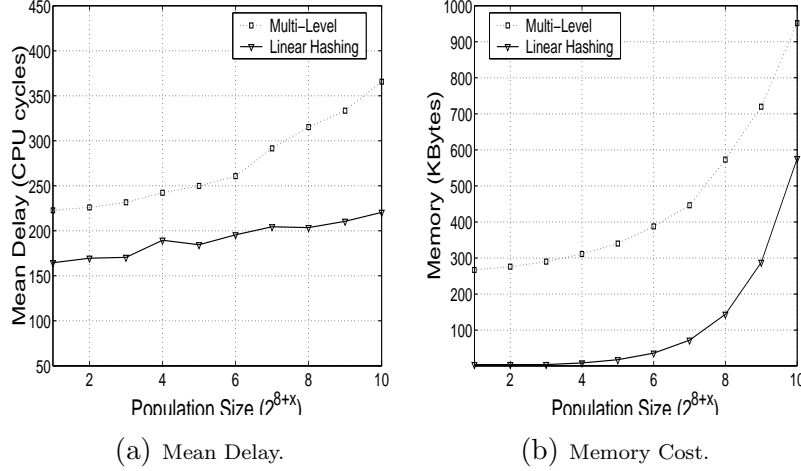 450
400
350
300
250
200
150
100
50
Mean Delay (CPU cycles)
Multi−Level
Linear Hashing
2 4 6 8 10
Population Size (2^{8+x})
(a) Mean Delay.
1000
900
800
700
600
500
400
300
200
100
Memory (KBytes)
Multi−Level
Linear Hashing
2 4 6 8 10
Population Size (2^{8+x})
(b) Memory Cost.